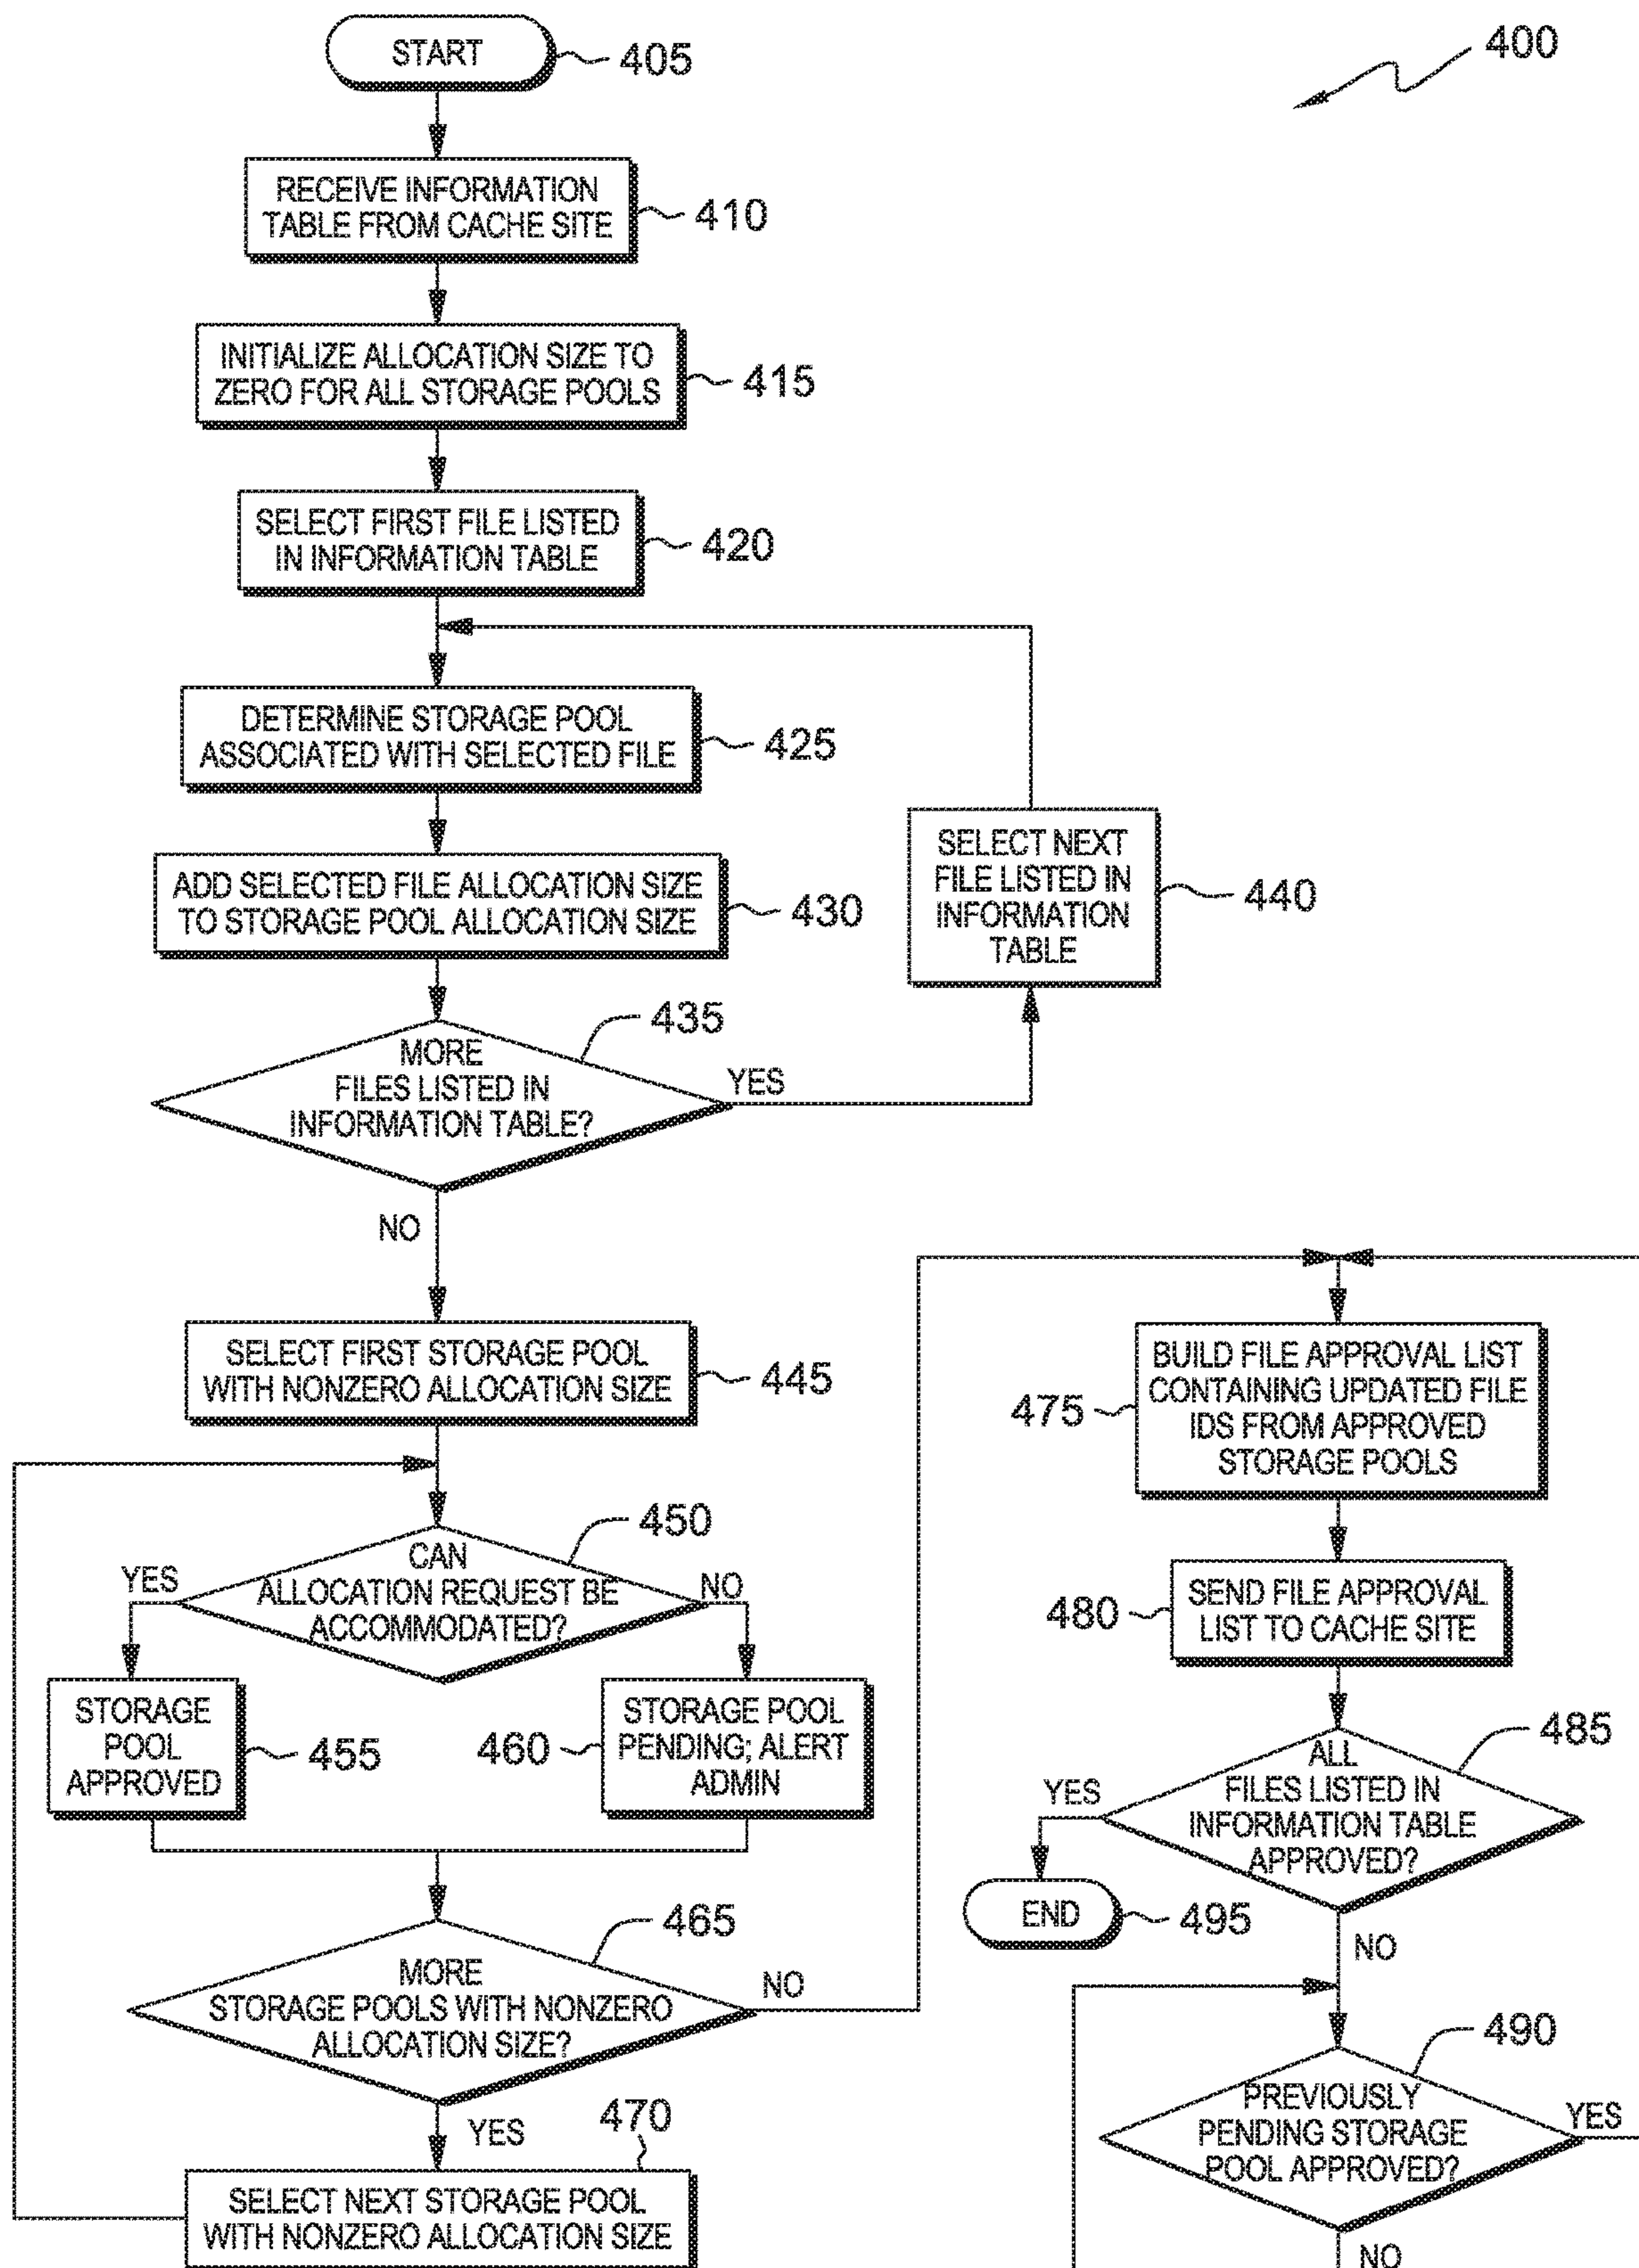 400
START
405
RECEIVE INFORMATION
TABLE FROM CACHE SITE
410
INITIALIZE ALLOCATION SIZE TO
ZERO FOR ALL STORAGE POOLS
415
SELECT FIRST FILE LISTED
IN INFORMATION TABLE
420
DETERMINE STORAGE POOL
ASSOCIATED WITH SELECTED FILE
425
ADD SELECTED FILE ALLOCATION SIZE
TO STORAGE POOL ALLOCATION SIZE
430
SELECT NEXT
FILE LISTED IN
INFORMATION
TABLE
440
435
MORE
FILES LISTED IN
INFORMATION TABLE?
YES
NO
SELECT FIRST STORAGE POOL
WITH NONZERO ALLOCATION SIZE
445
450
CAN
ALLOCATION REQUEST BE
ACCOMMODATED?
YES
NO
STORAGE
POOL
APPROVED
455
460
STORAGE POOL
PENDING; ALERT
ADMIN
465
MORE
STORAGE POOLS WITH NONZERO
ALLOCATION SIZE?
NO
YES
470
SELECT NEXT STORAGE POOL
WITH NONZERO ALLOCATION SIZE
475
BUILD FILE APPROVAL LIST
CONTAINING UPDATED FILE
IDS FROM APPROVED
STORAGE POOLS
480
SEND FILE APPROVAL
LIST TO CACHE SITE
485
ALL
FILES LISTED IN
INFORMATION TABLE
APPROVED?
YES
END
495
NO
490
PREVIOUSLY
PENDING STORAGE
POOL APPROVED?
YES
NO